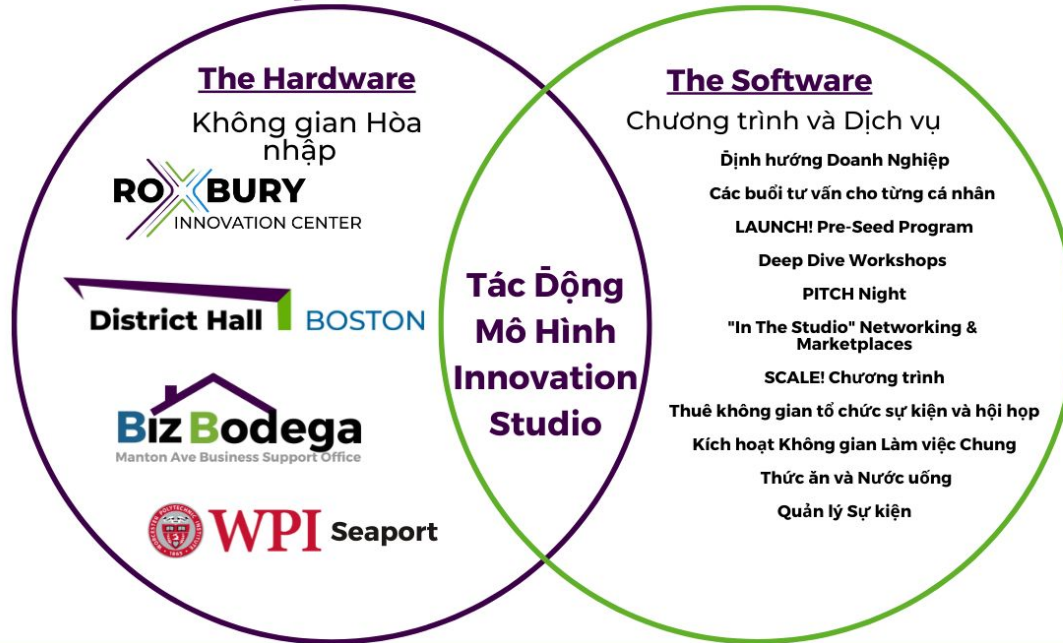 The Hardware
Không gian Hòa
nhập
ROXBURY
INNOVATION CENTER
District Hall BOSTON
Biz Bodega
Manton Ave Business Support Office
WPI Seaport
Tác Động
Mô Hình
Innovation
Studio
The Software
Chương trình và Dịch vụ
Định hướng Doanh Nghiệp
Các buổi tư vấn cho từng cá nhân
LAUNCH! Pre-Seed Program
Deep Dive Workshops
PITCH Night
"In The Studio" Networking &
Marketplaces
SCALE! Chương trình
Thuê không gian tổ chức sự kiện và hội họp
Kích hoạt Không gian Làm việc Chung
Thức ăn và Nước uống
Quản lý Sự kiện